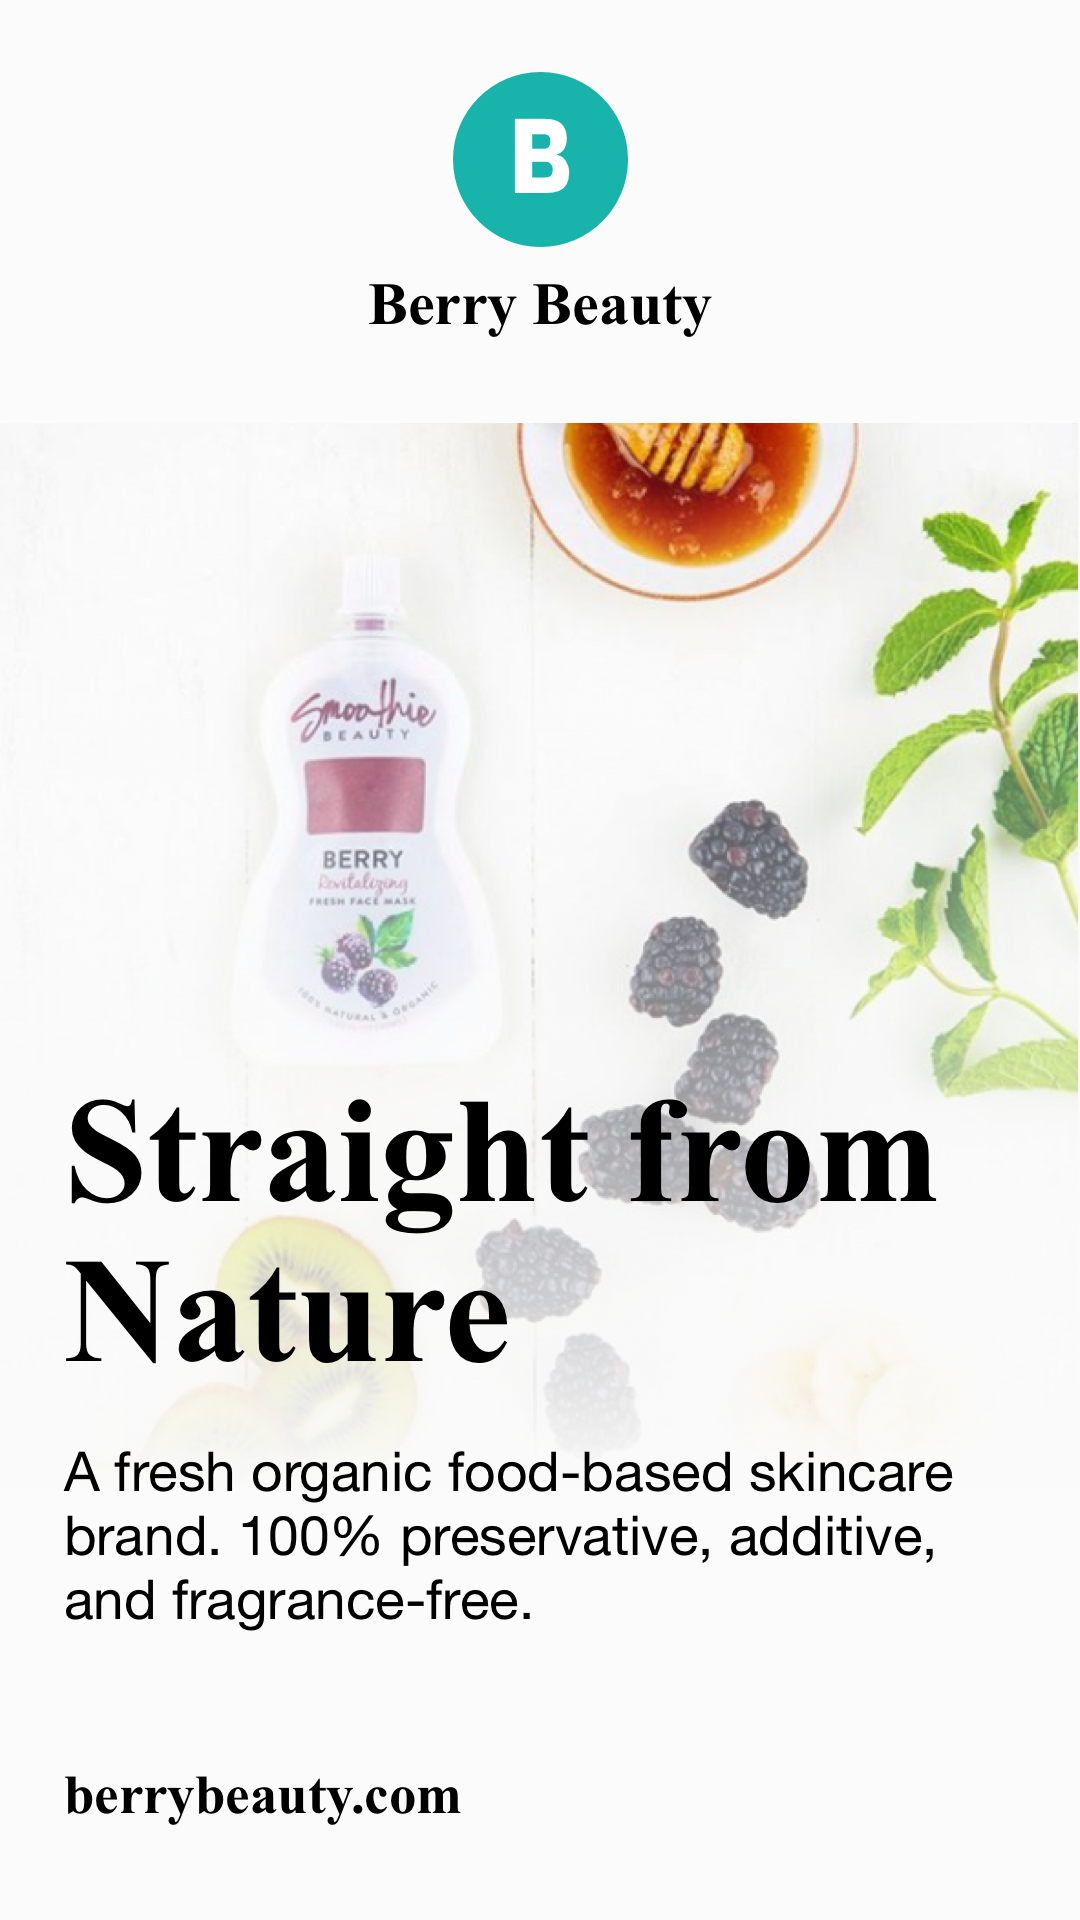 B
Berry Beauty
Smoothie
BEAUTY
BERRY
Revitalizing
FRESH FACE MASK
100% NATURAL & ORGANIC
Straight from
Nature
A fresh organic food-based skincare
brand. 100% preservative, additive,
and fragrance-free.
berrybeauty.com